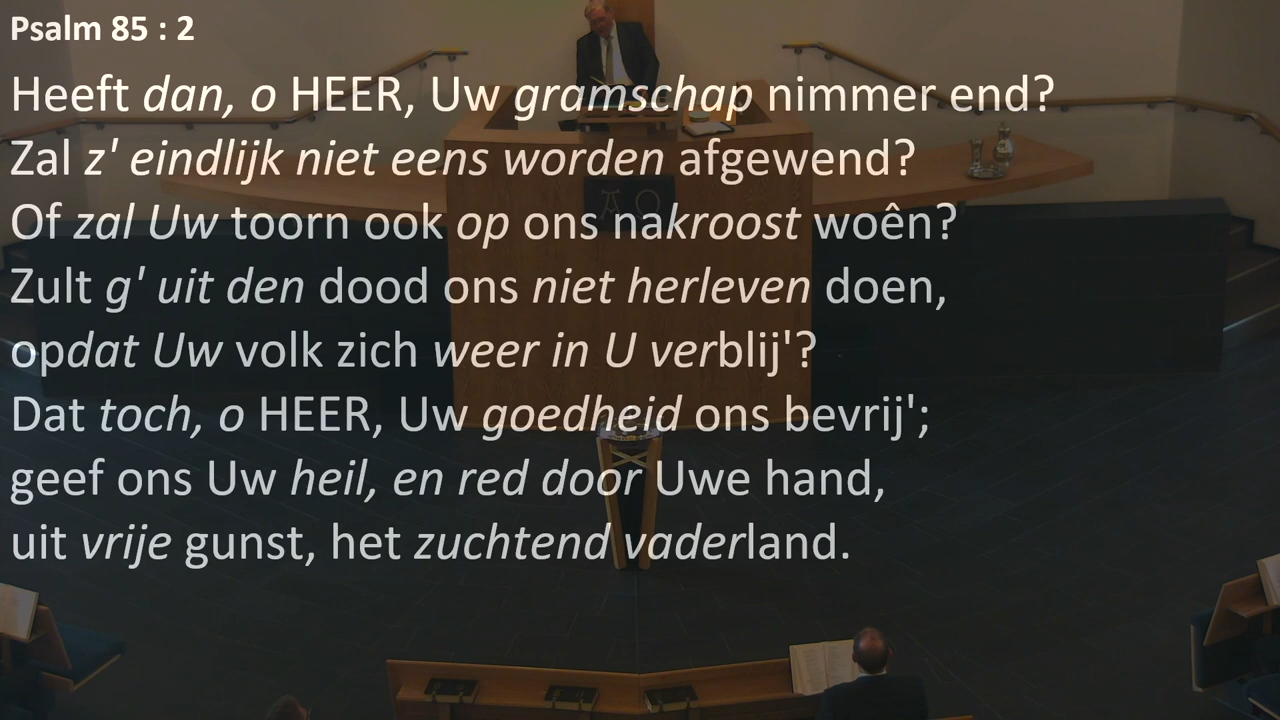 Psalm 85 : 2
Heeft dan, o HEER, Uw gramschap nimmer end?
Zal z' eindlijk niet eens worden afgewend?
Of zal Uw toorn ook op ons nakroost woên?
Zult g' uit den dood ons niet herleven doen,
opdat Uw volk zich weer in U verblij'?
Dat toch, o HEER, Uw goedheid ons bevrij';
geef ons Uw heil, en red door Uwe hand,
uit vrije gunst, het zuchtend vaderland.
Α Ω